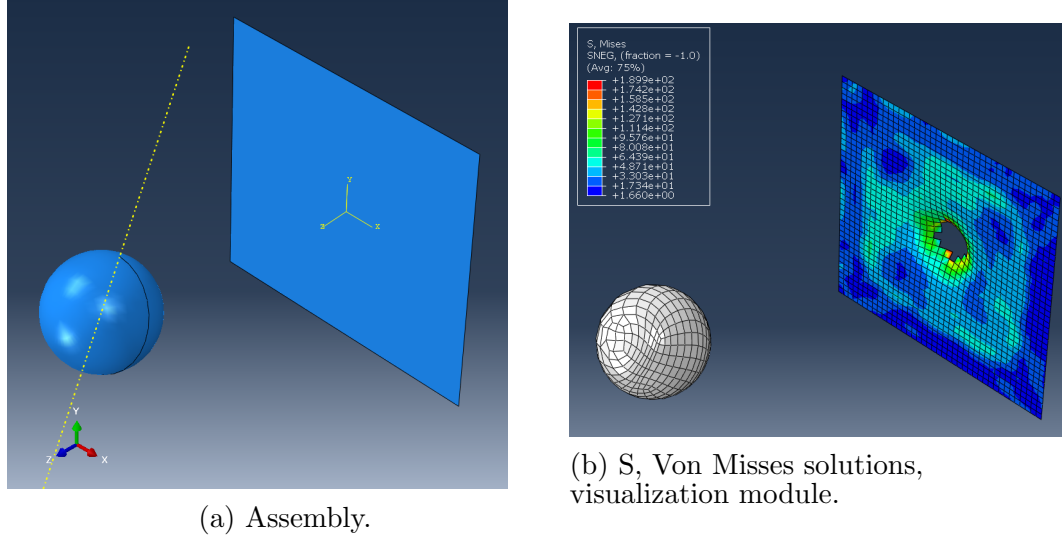 Y
Z
X
Y
Z
X
(a) Assembly.
S, Mises
SNEG, (fraction = -1.0)
(Avg: 75%)
+1.899e+02
+1.742e+02
+1.585e+02
+1.428e+02
+1.271e+02
+1.114e+02
+9.576e+01
+8.008e+01
+6.439e+01
+4.871e+01
+3.303e+01
+1.734e+01
+1.660e+00
(b) S, Von Misses solutions,
visualization module.